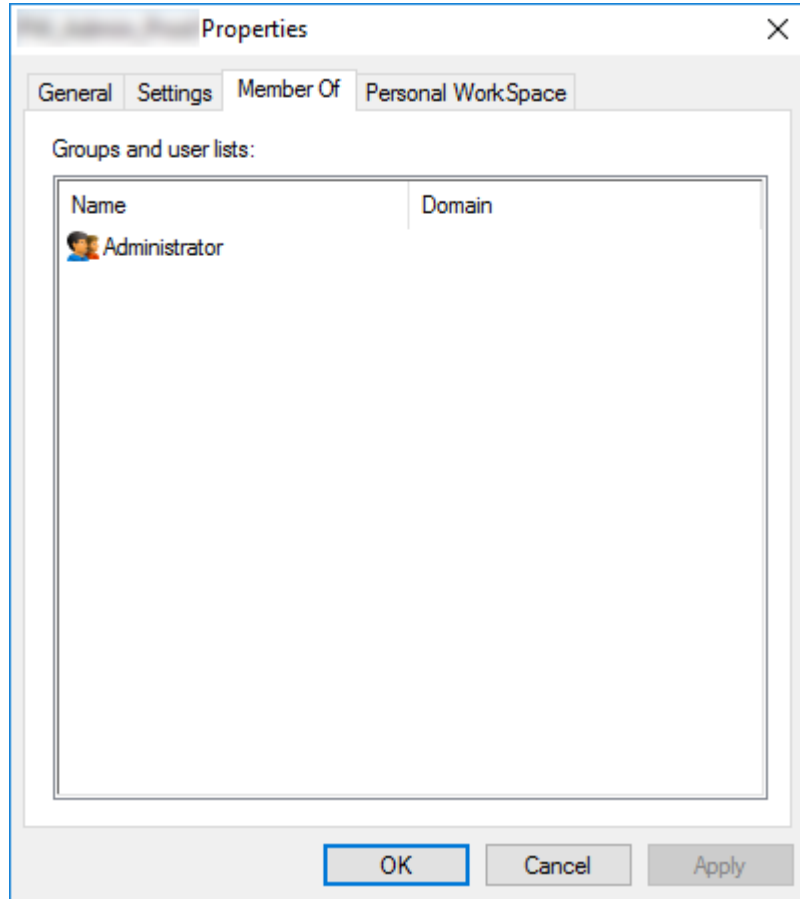 Properties
General Settings Member Of Personal WorkSpace
Groups and user lists:
Name Domain
Administrator
OK Cancel Apply